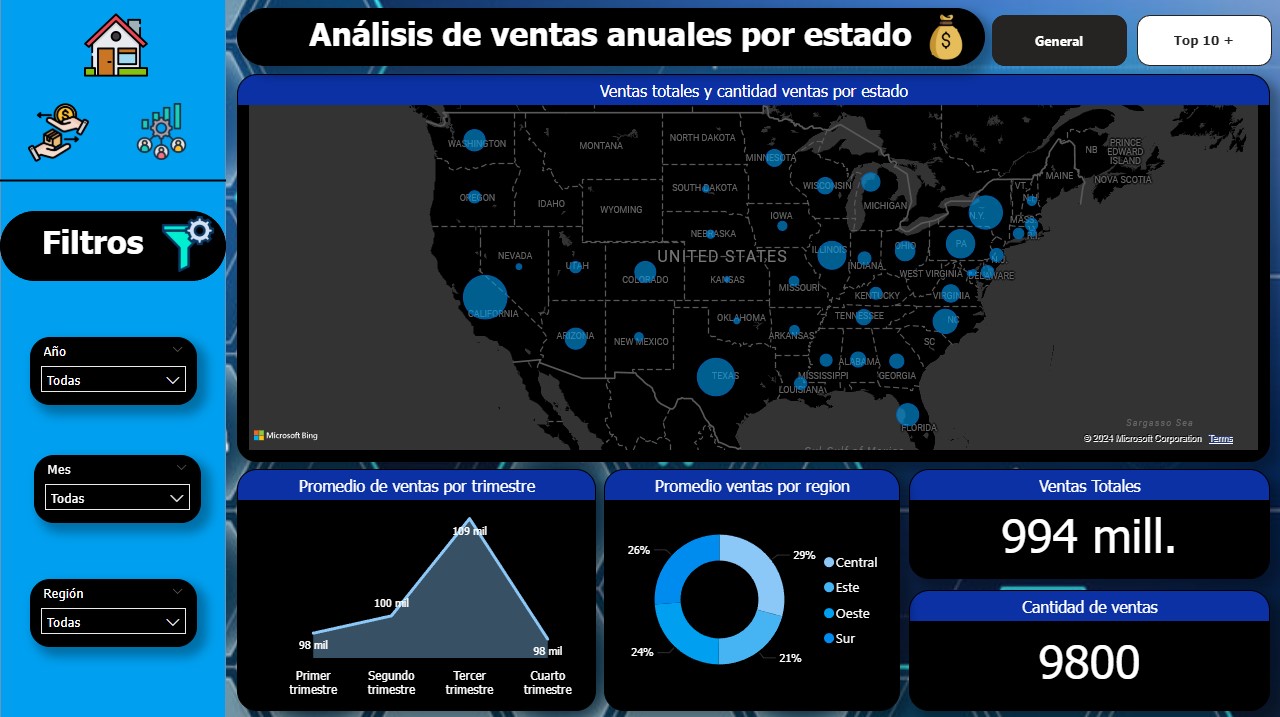 Análisis de ventas anuales por estado
General
Top 10 +
Filtros
Año
Todas
Mes
Todas
Región
Todas
Ventas totales y cantidad ventas por estado
WASHINGTON
MONTANA
NORTH DAKOTA
MINNESOTA
NB
PRINCE
EDWARD
ISLAND
MAINE
NOVA SCOTIA
OREGON
IDAHO
WYOMING
SOUTH DAKOTA
WISCONSIN
MICHIGAN
VT
N.H.
N.Y.
MASS
R.I.
IOWA
NEBRASKA
NEVADA
UTAH
COLORADO
UNITED STATES
KANSAS
ILLINOIS
INDIANA
OHIO
PA
N.J.
WEST VIRGINIA
DELAWARE
MISSOURI
KENTUCKY
VIRGINIA
CALIFORNIA
ARIZONA
NEW MEXICO
OKLAHOMA
ARKANSAS
TENNESSEE
NC
SC
TEXAS
MISSISSIPPI
ALABAMA
GEORGIA
LOUISIANA
FLORIDA
Sargasso Sea
Microsoft Bing
© 2024 Microsoft Corporation Terms
Promedio de ventas por trimestre
98 mil
100 mil
109 mil
98 mil
Primer
trimestre
Segundo
trimestre
Tercer
trimestre
Cuarto
trimestre
Promedio ventas por region
26%
29%
24%
21%
Central
Este
Oeste
Sur
Ventas Totales
994 mill.
Cantidad de ventas
9800